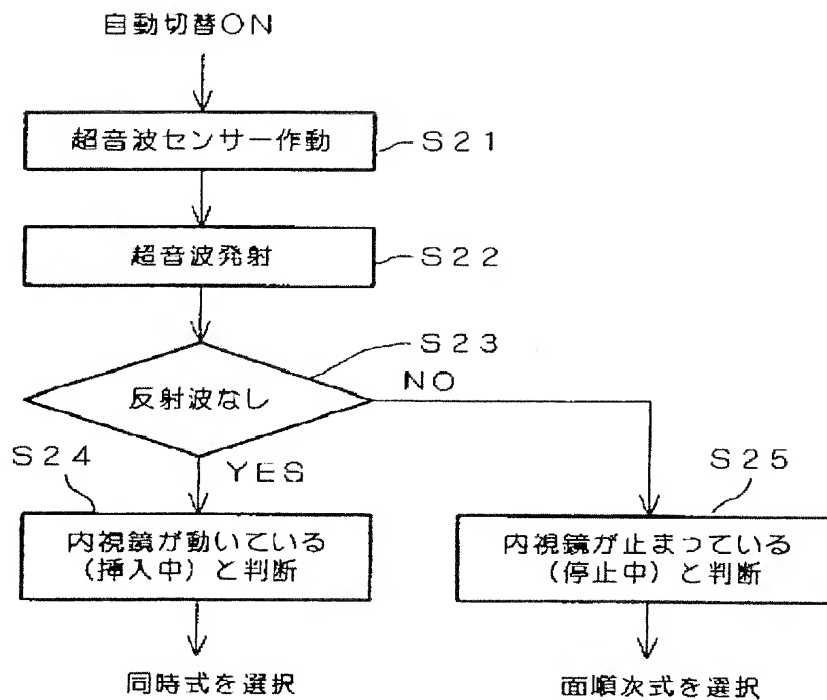 自動切替ON
超音波センサー作動
S21
超音波発射
S22
S23
反射波なし
NO
S24
YES
S25
内視鏡が動いている
(挿入中)と判断
内視鏡が止まっている
(停止中)と判断
同時式を選択
面順次式を選択